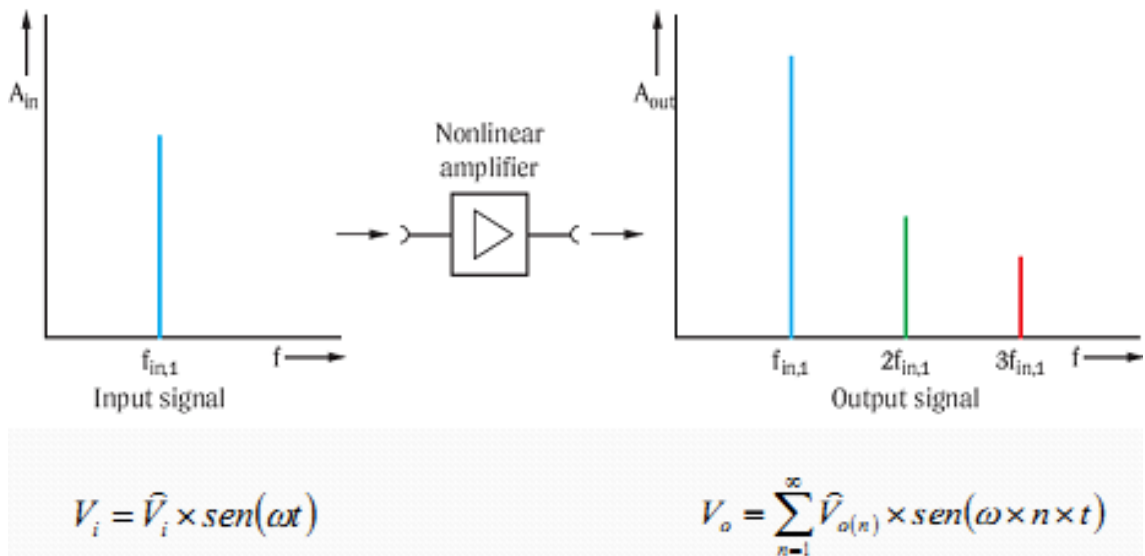 A_in
f_in,1 f
Input signal
Nonlinear
amplifier
A_out
f_in,1 2f_in,1 3f_in,1 f
Output signal
V_i = V̂_i × sen(ωt)
V_o = ∑_{n=1}^{∞} V̂_{o(n)} × sen(ω × n × t)